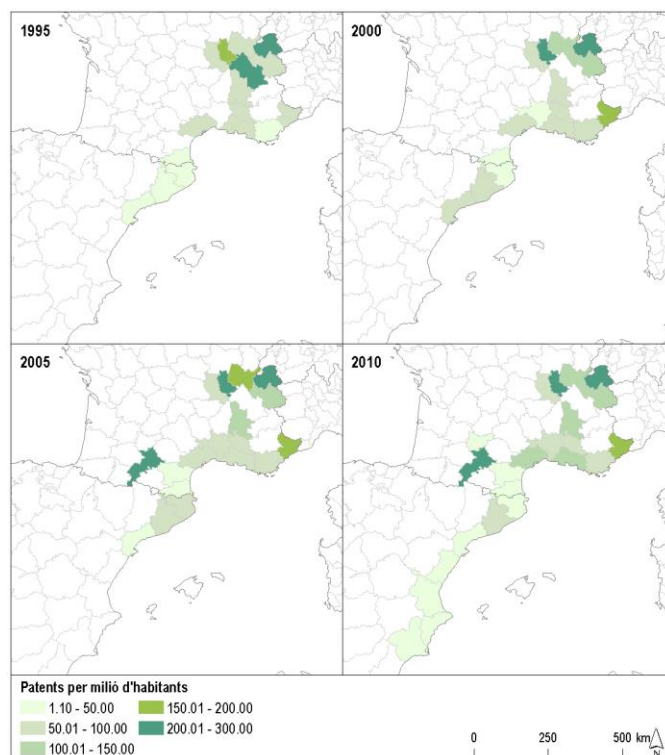 1995
2000
2005
2010
Patents per milió d'habitants
1.10 - 50.00
150.01 - 200.00
50.01 - 100.00
200.01 - 300.00
100.01 - 150.00
0 250 500 km
N